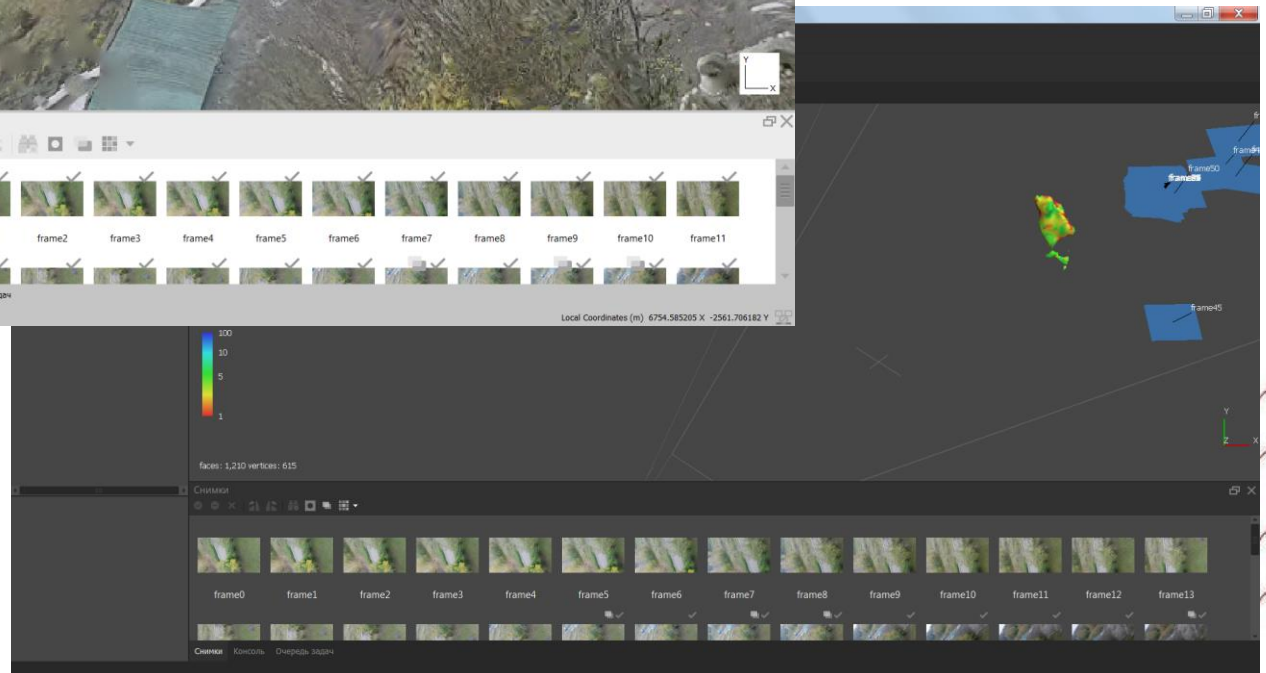 Y
X
frame2 frame3 frame4 frame5 frame6 frame7 frame8 frame9 frame10 frame11
Local Coordinates (m) 6754.585205 X -2561.706182 Y
frame50
frame45
100
10
5
1
Y
Z X
faces: 1,210 vertices: 615
Снимки
frame0 frame1 frame2 frame3 frame4 frame5 frame6 frame7 frame8 frame9 frame10 frame11 frame12 frame13
Снимки Консоль Очередь задач